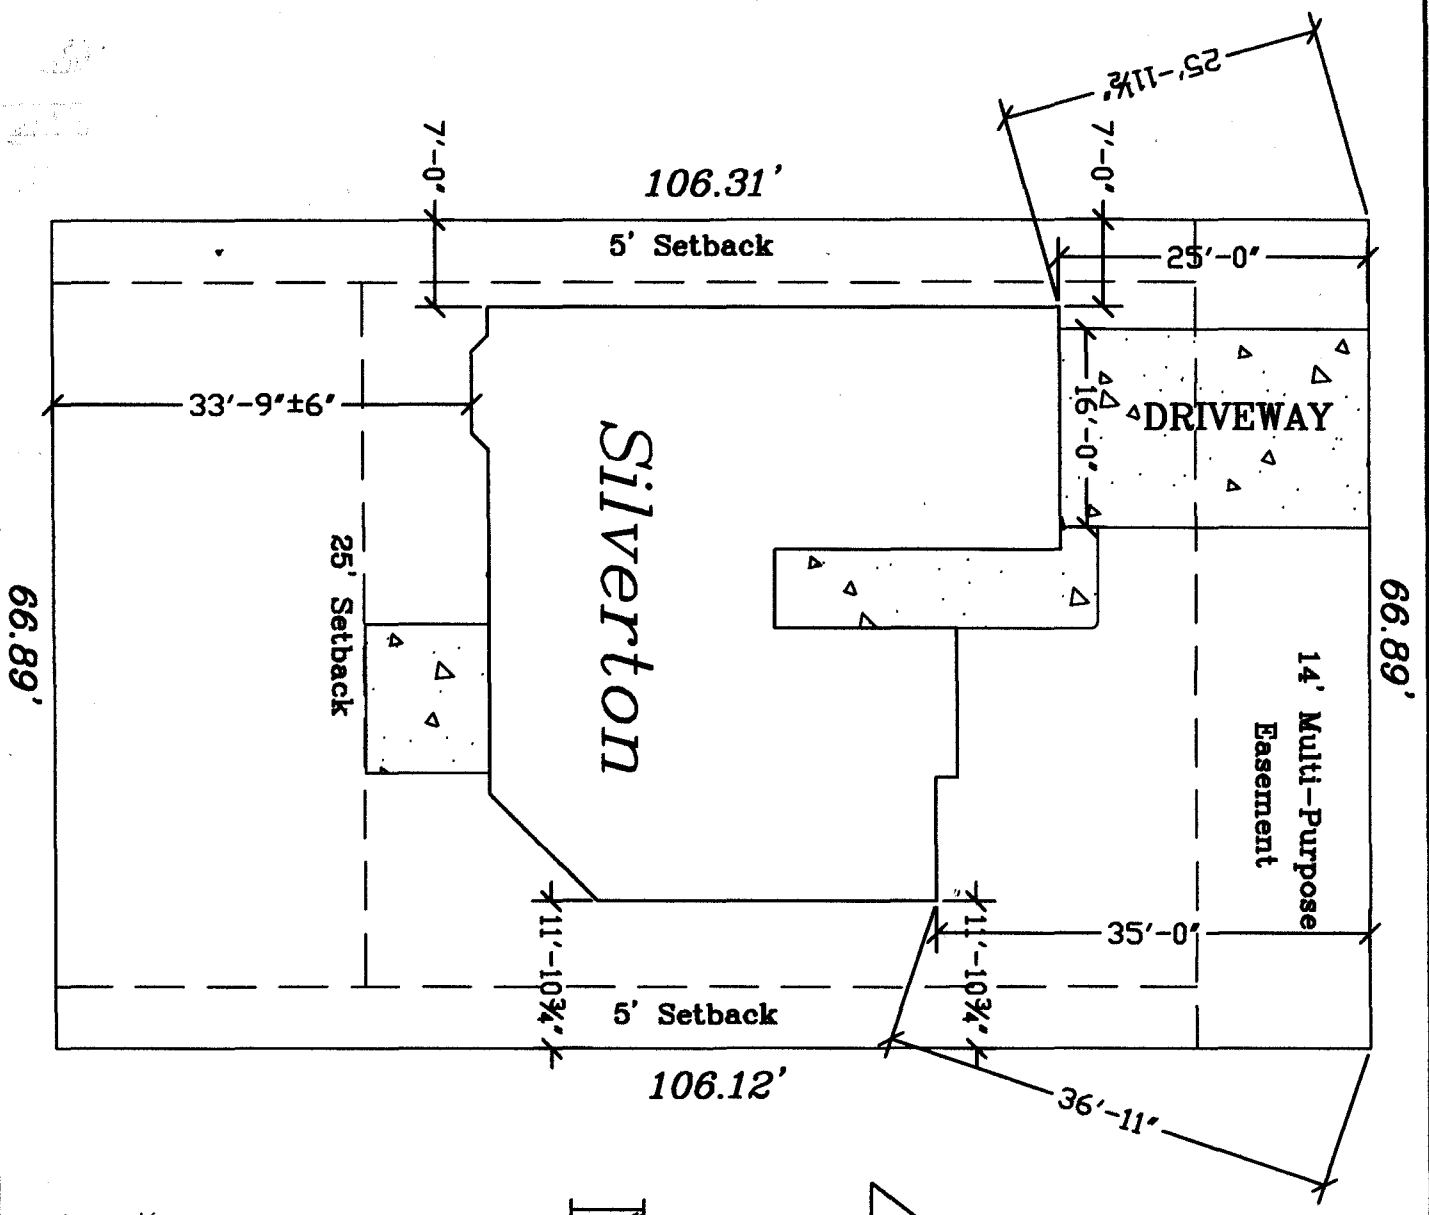 25'-11½"
7'-0"
7'-0"
106.31'
5' Setback
25'-0"
33'-9"±6"
16'-0"
DRIVEWAY
Silverton
25' Setback
66.89'
66.89'
14' Multi-Purpose
Easement
35'-0"
11'-10¾"
11'-10¾"
5' Setback
106.12'
36'-11"